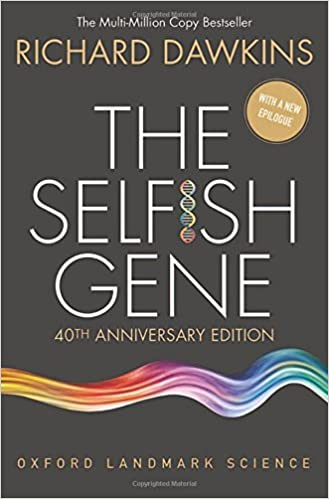 The Multi-Million Copy Bestseller
RICHARD DAWKINS
WITH A NEW
EPILOGUE
THE
SELFISH
GENE
40TH ANNIVERSARY EDITION
OXFORD LANDMARK SCIENCE